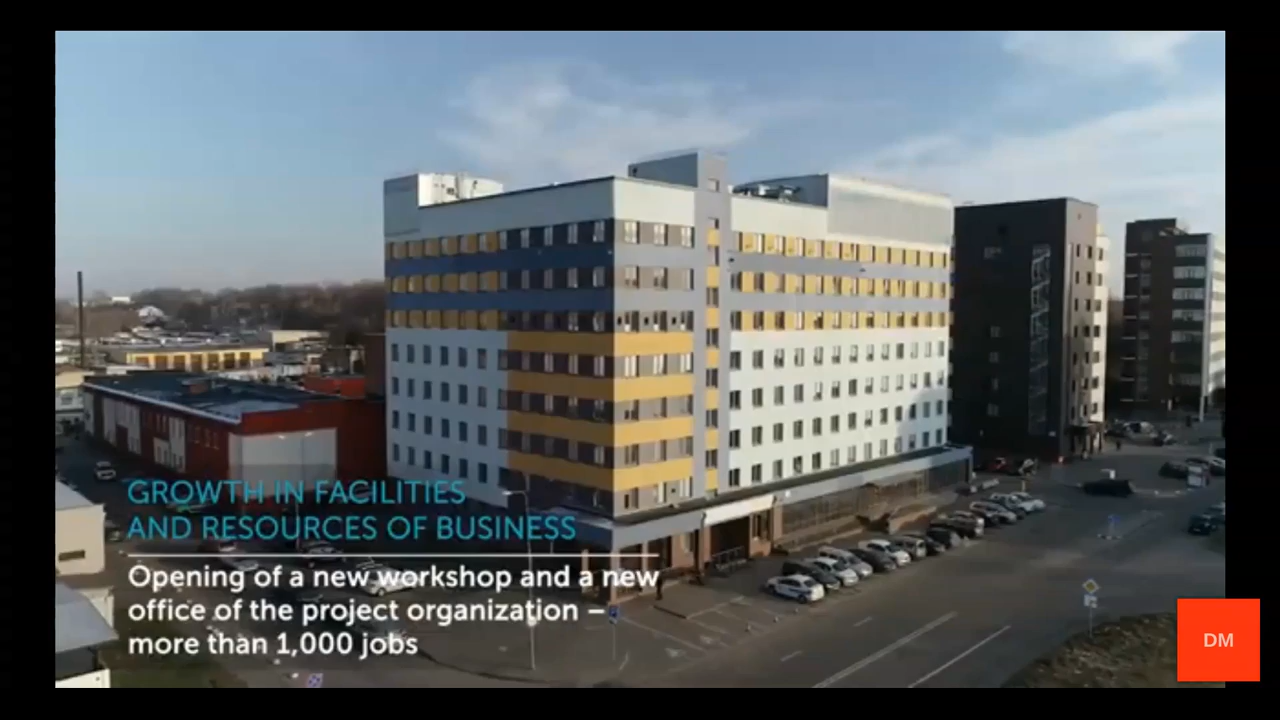 GROWTH IN FACILITIES
AND RESOURCES OF BUSINESS
Opening of a new workshop and a new
office of the project organization –
more than 1,000 jobs
DM